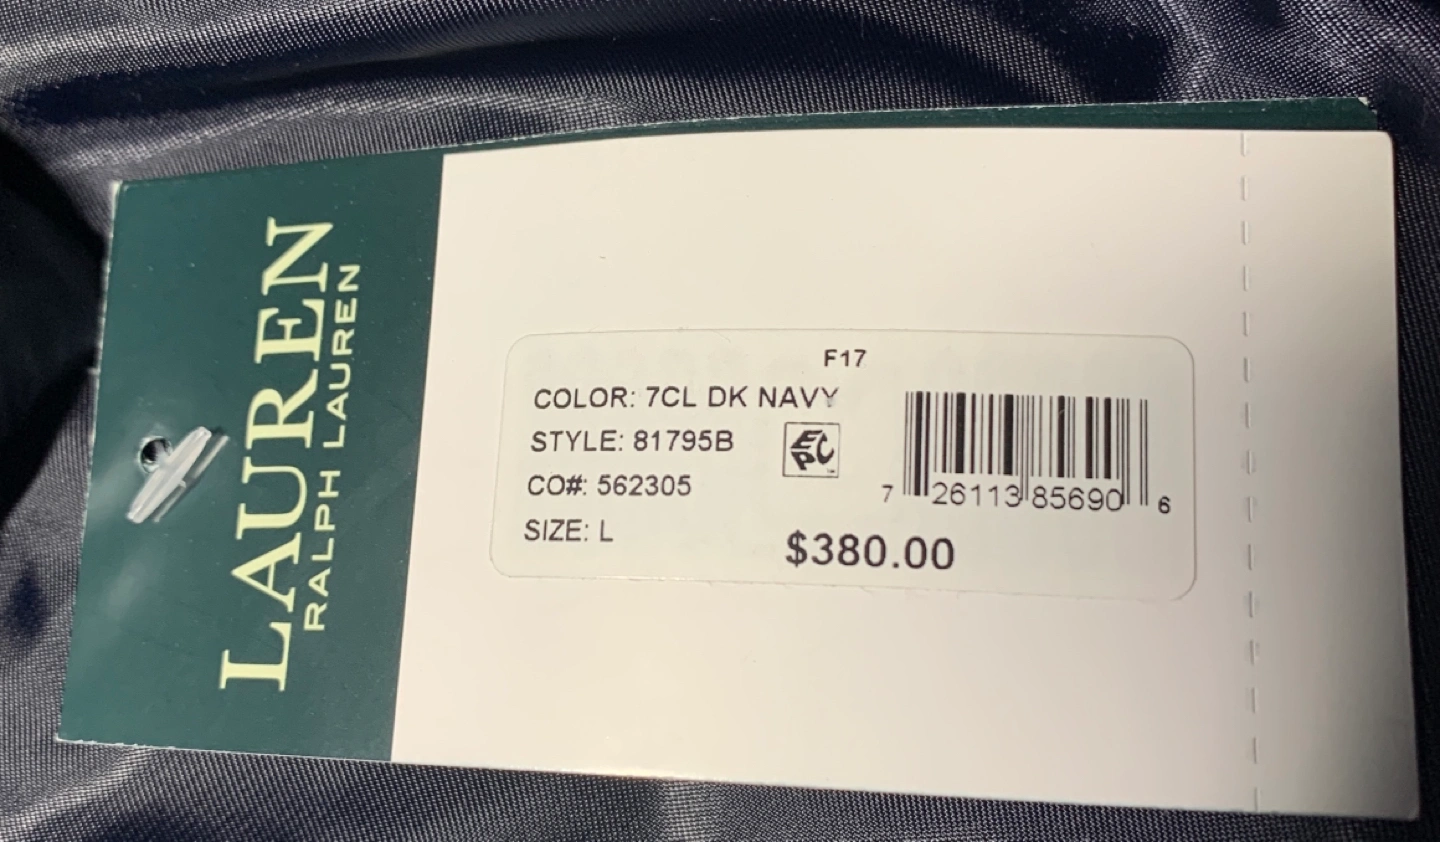 LAUREN
RALPH LAUREN
F17
COLOR: 7CL DK NAVY
STYLE: 81795B
CO#: 562305
SIZE: L
EPC
7 26113 85690 6
$380.00